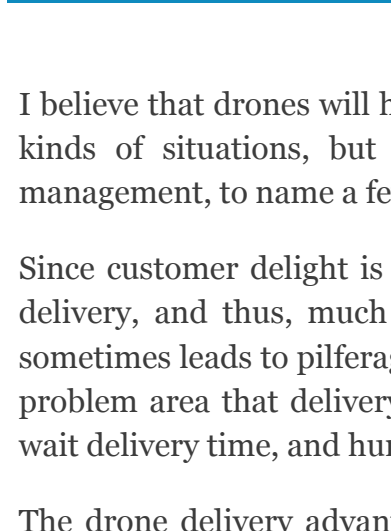 I believe that drones will
kinds of situations, but
management, to name a
Since customer delight is
delivery, and thus, much
sometimes leads to
problem area that
wait delivery time, and
The drone delivery